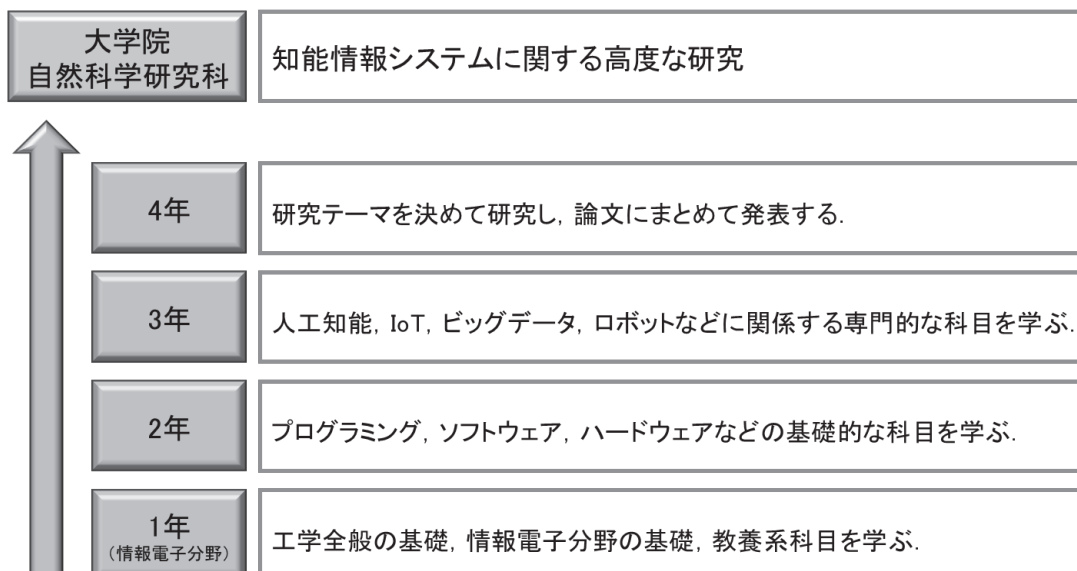 大学院
自然科学研究科
知能情報システムに関する高度な研究
4年
研究テーマを決めて研究し, 論文にまとめて発表する.
3年
人工知能, IoT, ビッグデータ, ロボットなどに関係する専門的な科目を学ぶ.
2年
プログラミング, ソフトウェア, ハードウェアなどの基礎的な科目を学ぶ.
1年
(情報電子分野)
工学全般の基礎, 情報電子分野の基礎, 教養系科目を学ぶ.